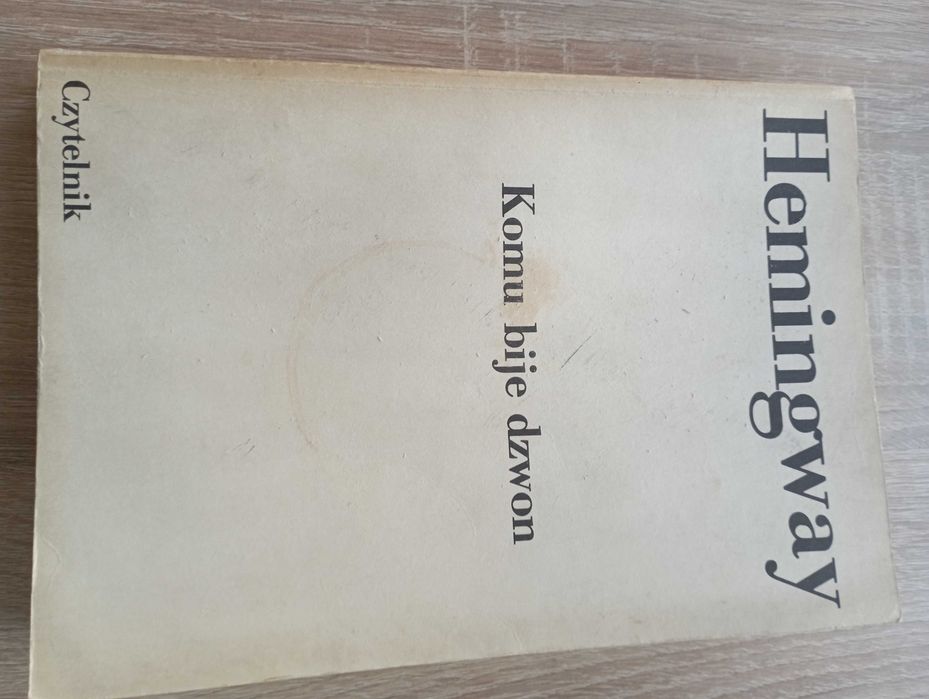 Hemingway
Komu bije dzwon
Czytelnik